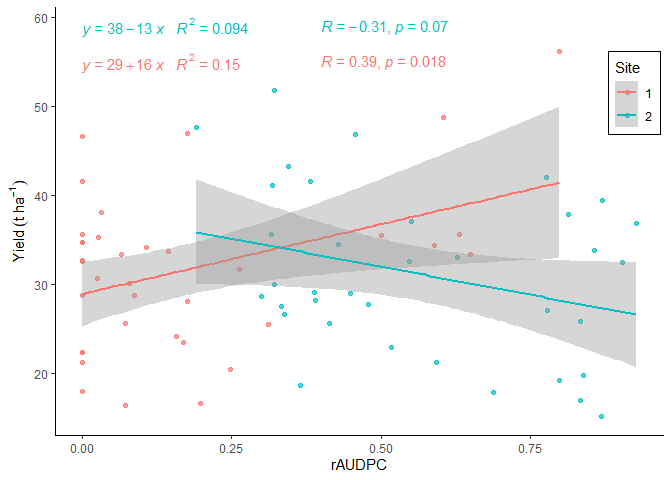 y = 38 − 13 x   R² = 0.094   R = −0.31, p = 0.07
y = 29 + 16 x   R² = 0.15   R = 0.39, p = 0.018
Site
1
2
60
50
40
30
20
Yield (t ha⁻¹)
0.00 0.25 0.50 0.75
rAUDPC